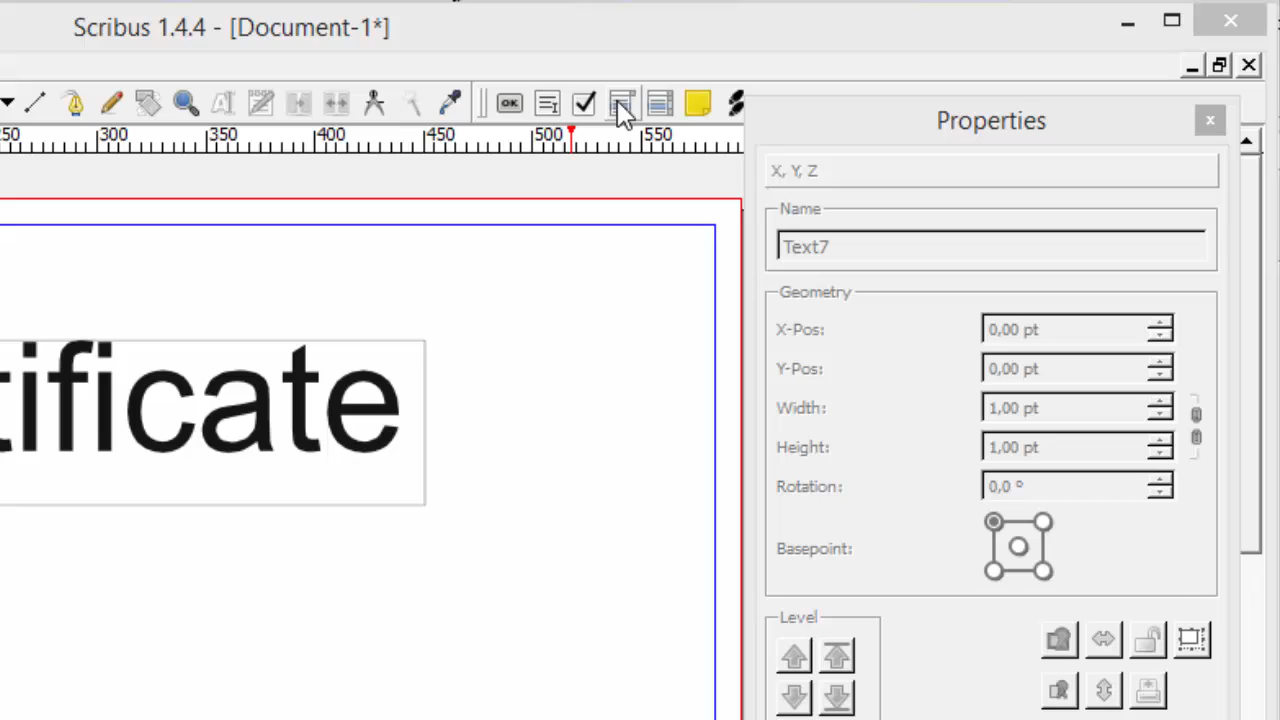 Scribus 1.4.4 - [Document-1*]
OK
250 300 350 400 450 500 550
Properties
X, Y, Z
Name
Text7
Geometry
X-Pos: 0,00 pt
Y-Pos: 0,00 pt
Width: 1,00 pt
Height: 1,00 pt
Rotation: 0,0 °
Basepoint:
Level
tificate